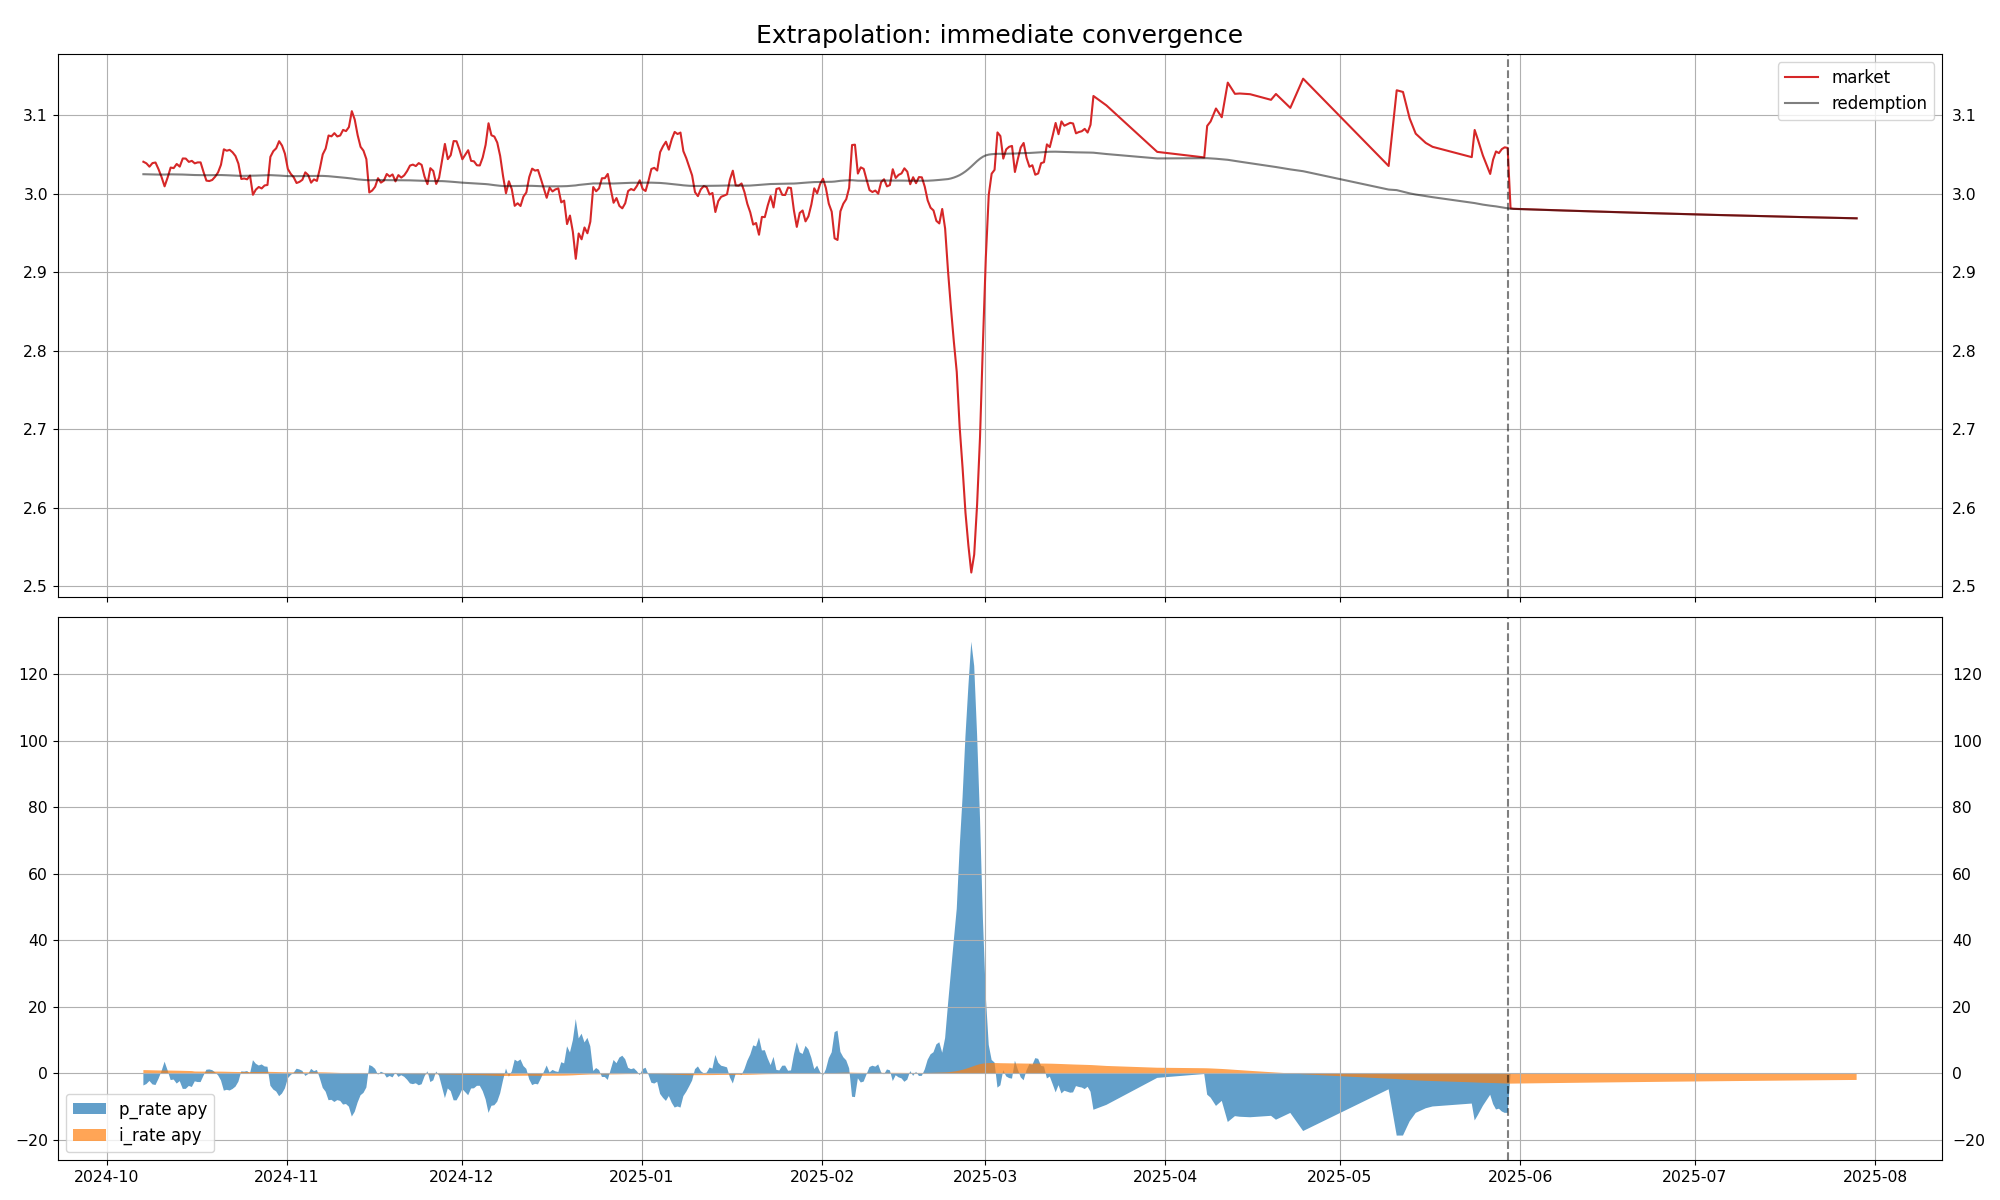 Extrapolation: immediate convergence
market
redemption
3.1 3.1
3.0 3.0
2.9 2.9
2.8 2.8
2.7 2.7
2.6 2.6
2.5 2.5
120 120
100 100
80 80
60 60
40 40
20 20
0 0
p_rate apy
i_rate apy
−20 −20
2024-10 2024-11 2024-12 2025-01 2025-02 2025-03 2025-04 2025-05 2025-06 2025-07 2025-08